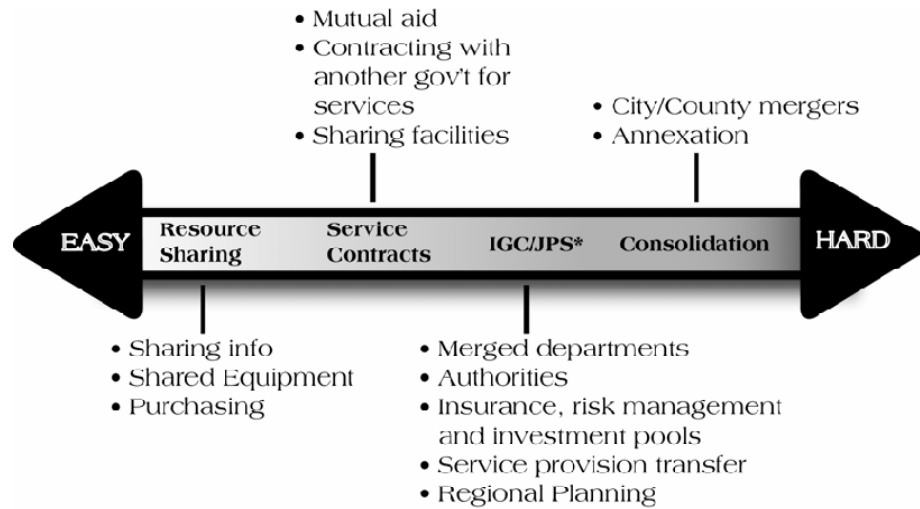 • Mutual aid
• Contracting with
another gov't for
services
• Sharing facilities
• City/County mergers
• Annexation
EASY
Resource
Sharing
Service
Contracts
IGC/JPS*
Consolidation
HARD
• Sharing info
• Shared Equipment
• Purchasing
• Merged departments
• Authorities
• Insurance, risk management
and investment pools
• Service provision transfer
• Regional Planning